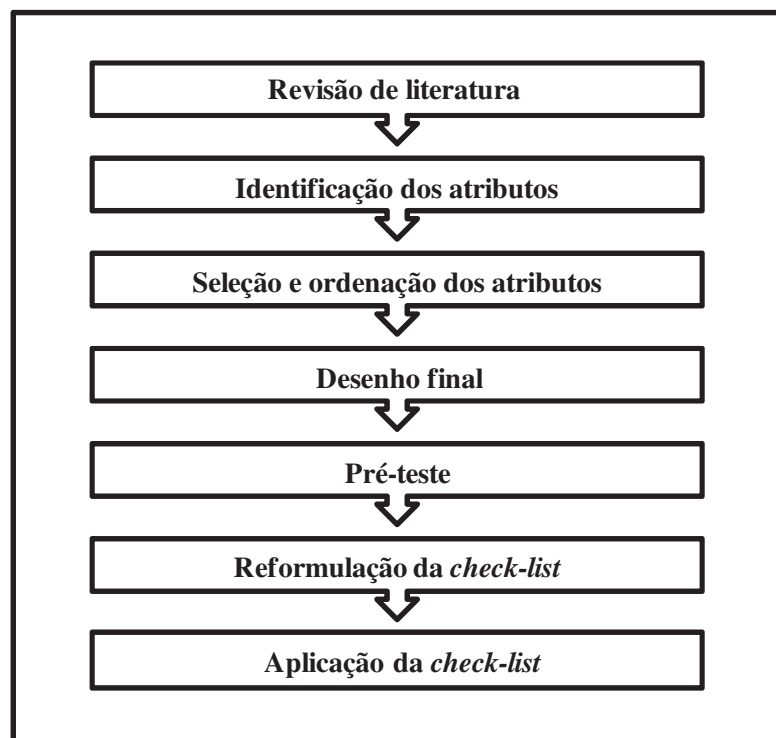 Revisão de literatura
Identificação dos atributos
Seleção e ordenação dos atributos
Desenho final
Pré-teste
Reformulação da check-list
Aplicação da check-list